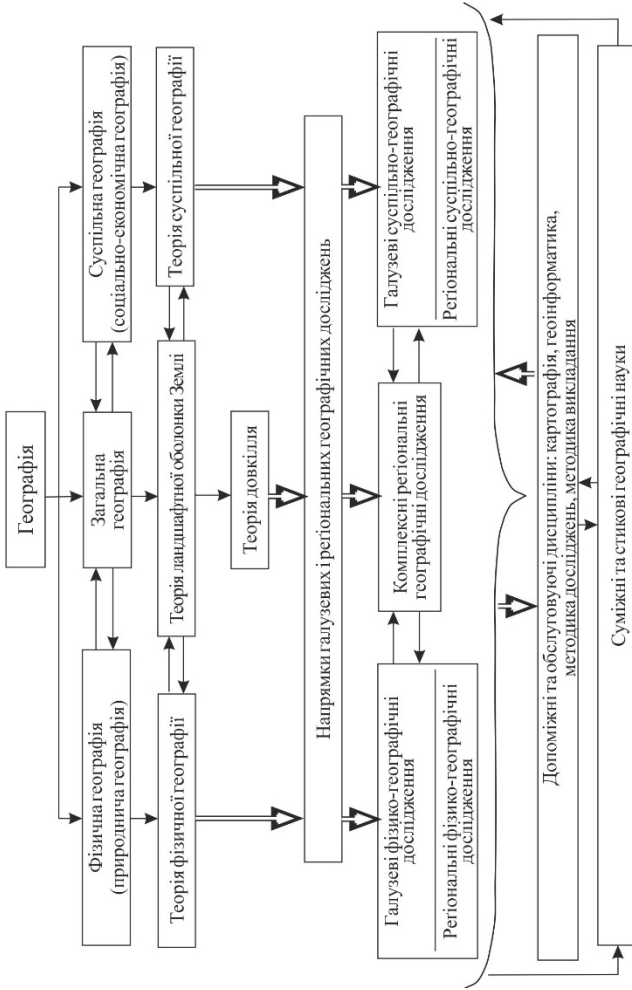 Географія
Фізична географія
(природнича географія)
Загальна
географія
Суспільна географія
(соціально-економічна географія)
Теорія фізичної географії
Теорія ландшафтної оболонки Землі
Теорія суспільної географії
Теорія довкілля
Напрямки галузевих і регіональних географічних досліджень
Галузеві фізико-географічні
дослідження
Регіональні фізико-географічні
дослідження
Комплексні регіональні
географічні дослідження
Галузеві суспільно-географічні
дослідження
Регіональні суспільно-географічні
дослідження
Допоміжні та обслуговуючі дисципліни: картографія, геоінформатика,
методика досліджень, методика викладання
Суміжні та стикові географічні науки